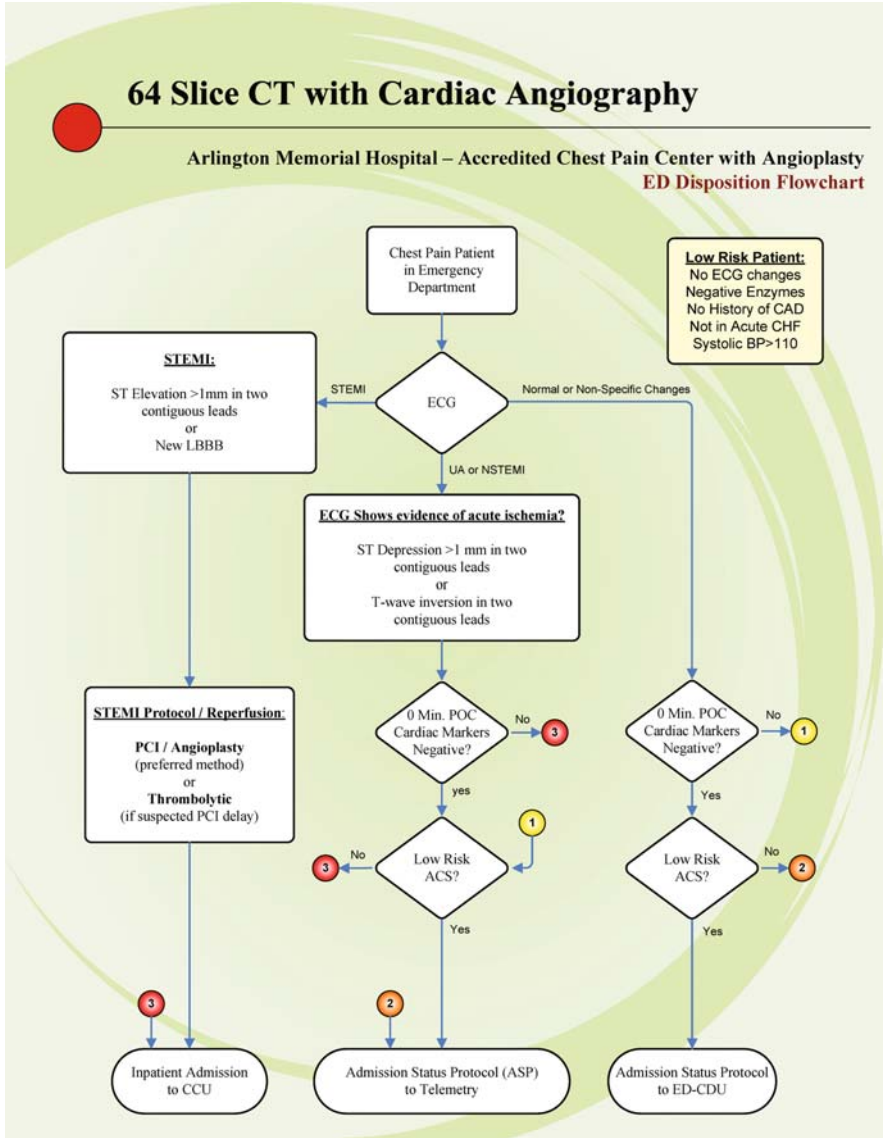 64 Slice CT with Cardiac Angiography
Arlington Memorial Hospital – Accredited Chest Pain Center with Angioplasty
ED Disposition Flowchart
Chest Pain Patient
in Emergency
Department
Low Risk Patient:
No ECG changes
Negative Enzymes
No History of CAD
Not in Acute CHF
Systolic BP>110
STEMI:
ST Elevation >1mm in two
contiguous leads
or
New LBBB
STEMI
ECG
Normal or Non-Specific Changes
UA or NSTEMI
ECG Shows evidence of acute ischemia?
ST Depression >1 mm in two
contiguous leads
or
T-wave inversion in two
contiguous leads
STEMI Protocol / Reperfusion:
PCI / Angioplasty
(preferred method)
or
Thrombolytic
(if suspected PCI delay)
0 Min. POC
Cardiac Markers
Negative?
No
3
yes
0 Min. POC
Cardiac Markers
Negative?
No
1
Yes
1
Low Risk
ACS?
No
3
Yes
Low Risk
ACS?
No
2
Yes
3
2
Inpatient Admission
to CCU
Admission Status Protocol (ASP)
to Telemetry
Admission Status Protocol
to ED-CDU